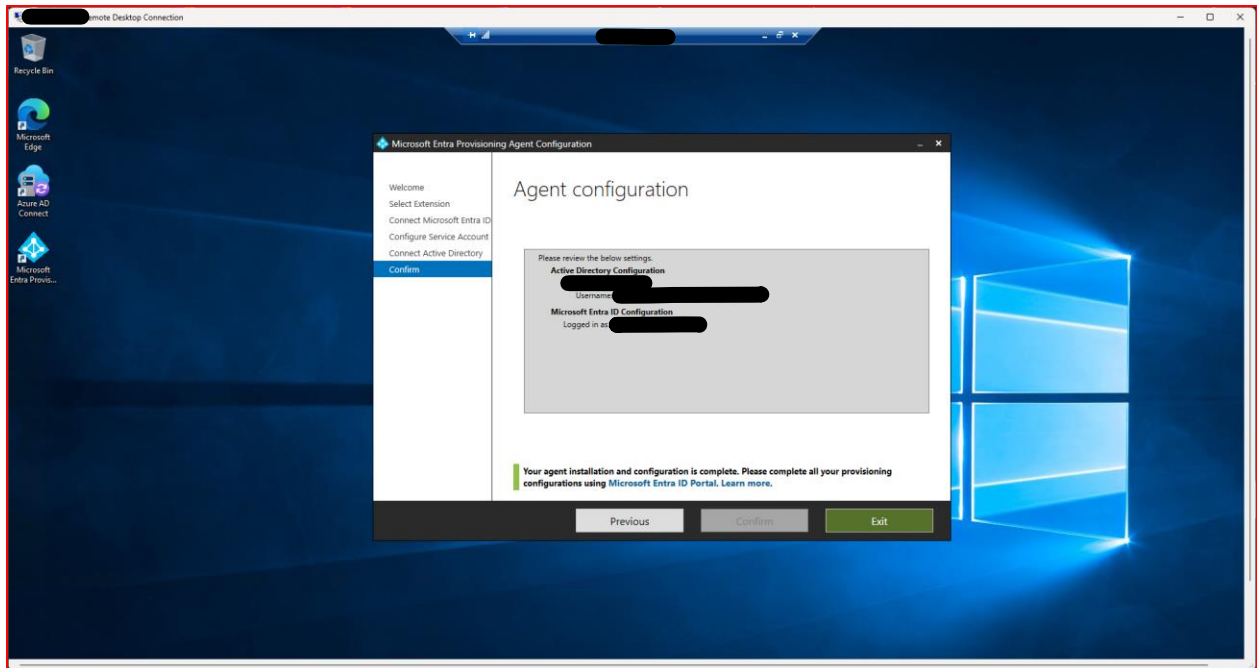 emote Desktop Connection
Recycle Bin
Microsoft
Edge
Azure AD
Connect
Microsoft
Entra Provis...
Microsoft Entra Provisioning Agent Configuration
Welcome
Select Extension
Connect Microsoft Entra ID
Configure Service Account
Connect Active Directory
Confirm
Agent configuration
Please review the below settings.
Active Directory Configuration
Username:
Microsoft Entra ID Configuration
Logged in as:
Your agent installation and configuration is complete. Please complete all your provisioning
configurations using Microsoft Entra ID Portal. Learn more.
Previous
Confirm
Exit